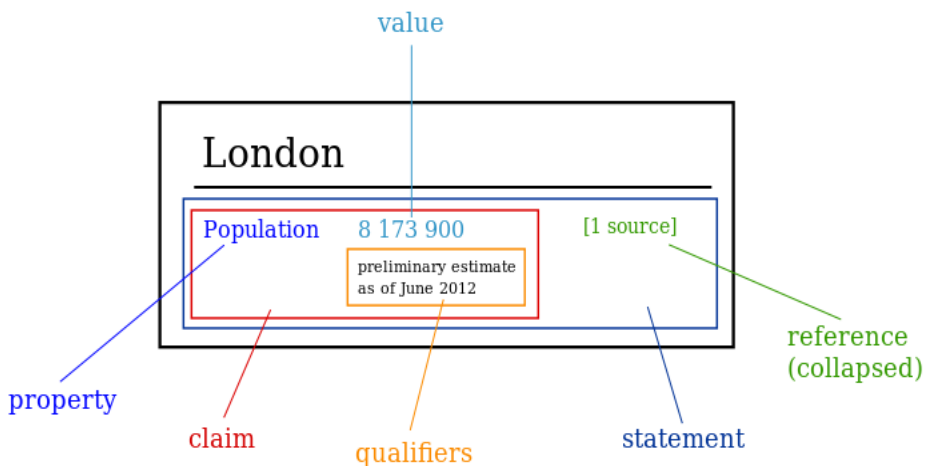 value
London
Population 8 173 900 [1 source]
preliminary estimate
as of June 2012
reference
(collapsed)
property
claim
qualifiers
statement